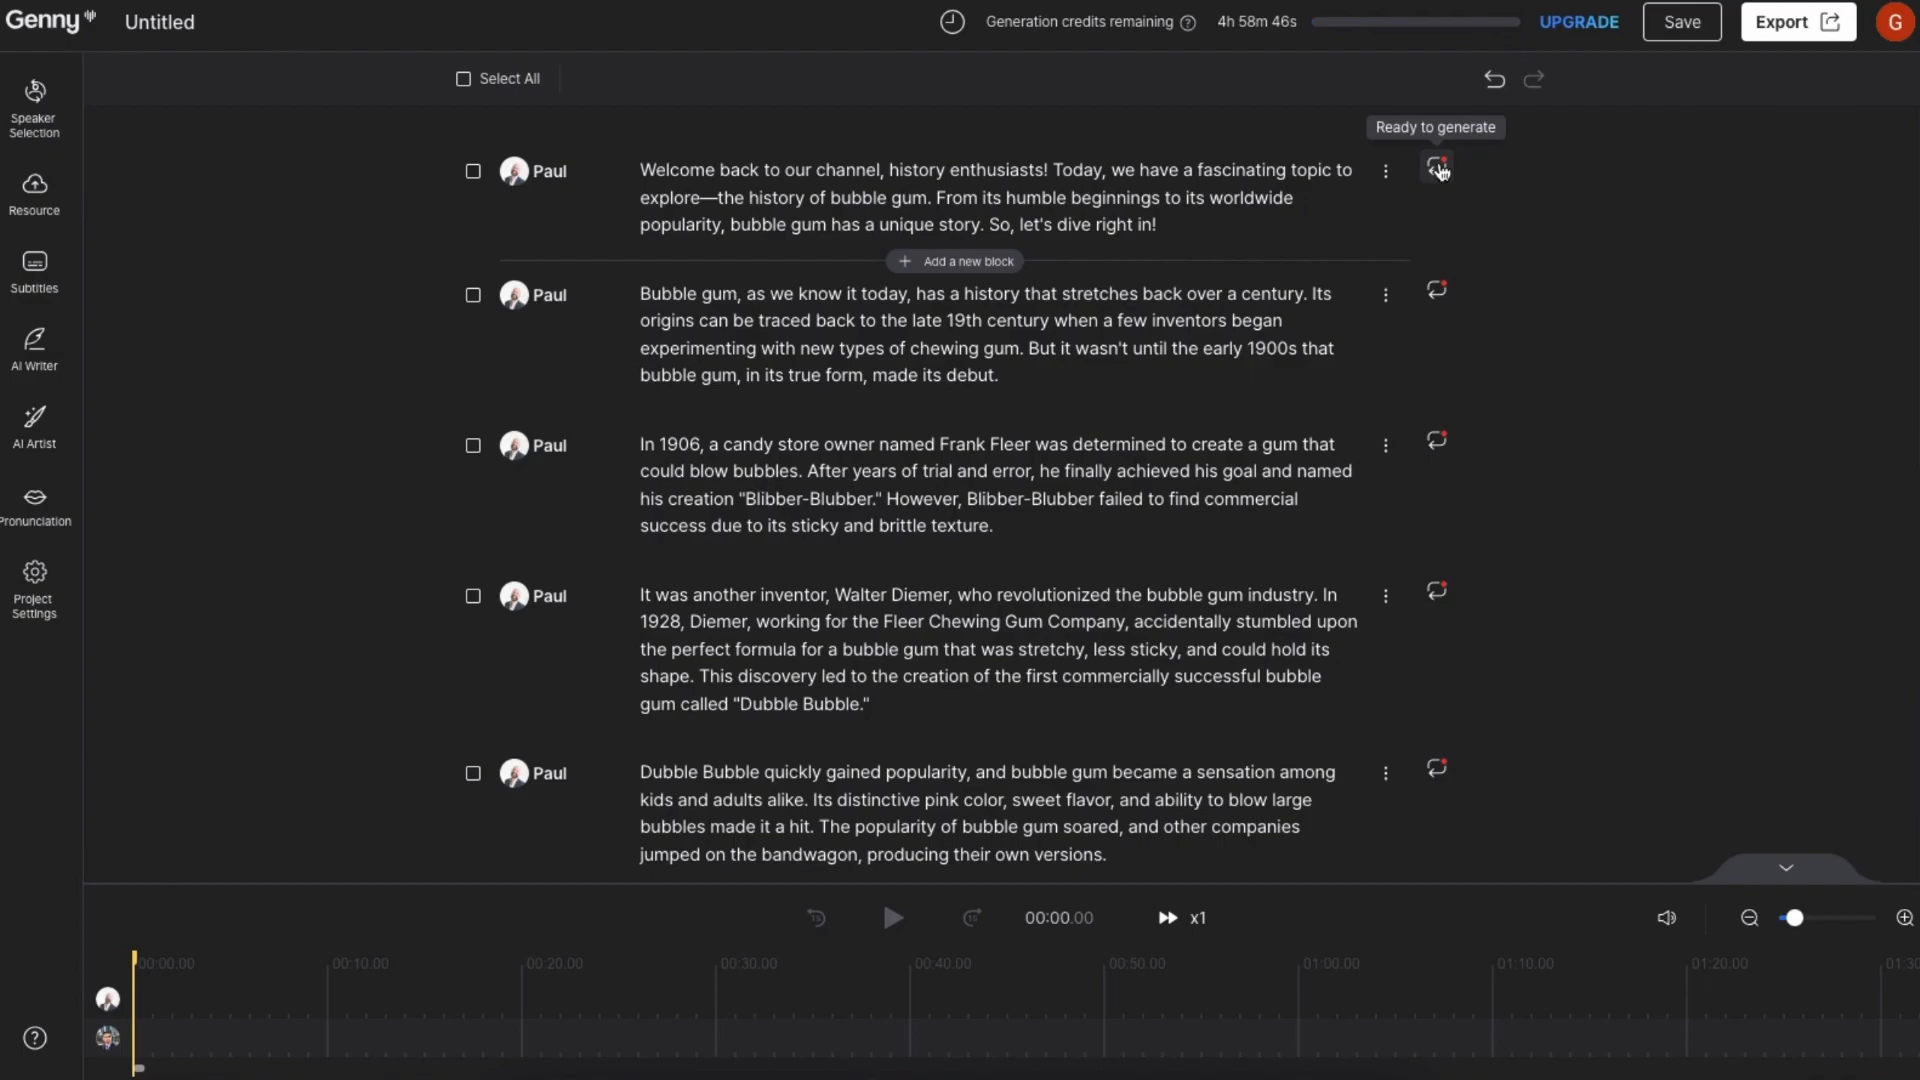 Genny
Untitled
Generation credits remaining
4h 58m 46s
UPGRADE
Save
Export
G
Select All
Ready to generate
Speaker
Selection
Resource
Subtitles
AI Writer
AI Artist
Pronunciation
Project
Settings
Paul
Welcome back to our channel, history enthusiasts! Today, we have a fascinating topic to
explore—the history of bubble gum. From its humble beginnings to its worldwide
popularity, bubble gum has a unique story. So, let's dive right in!
Add a new block
Paul
Bubble gum, as we know it today, has a history that stretches back over a century. Its
origins can be traced back to the late 19th century when a few inventors began
experimenting with new types of chewing gum. But it wasn't until the early 1900s that
bubble gum, in its true form, made its debut.
Paul
In 1906, a candy store owner named Frank Fleer was determined to create a gum that
could blow bubbles. After years of trial and error, he finally achieved his goal and named
his creation "Blibber-Blubber." However, Blibber-Blubber failed to find commercial
success due to its sticky and brittle texture.
Paul
It was another inventor, Walter Diemer, who revolutionized the bubble gum industry. In
1928, Diemer, working for the Fleer Chewing Gum Company, accidentally stumbled upon
the perfect formula for a bubble gum that was stretchy, less sticky, and could hold its
shape. This discovery led to the creation of the first commercially successful bubble
gum called "Dubble Bubble."
Paul
Dubble Bubble quickly gained popularity, and bubble gum became a sensation among
kids and adults alike. Its distinctive pink color, sweet flavor, and ability to blow large
bubbles made it a hit. The popularity of bubble gum soared, and other companies
jumped on the bandwagon, producing their own versions.
15
15
00:00.00
x1
00:00.00
00:10.00
00:20.00
00:30.00
00:40.00
00:50.00
01:00.00
01:10.00
01:20.00
01:30